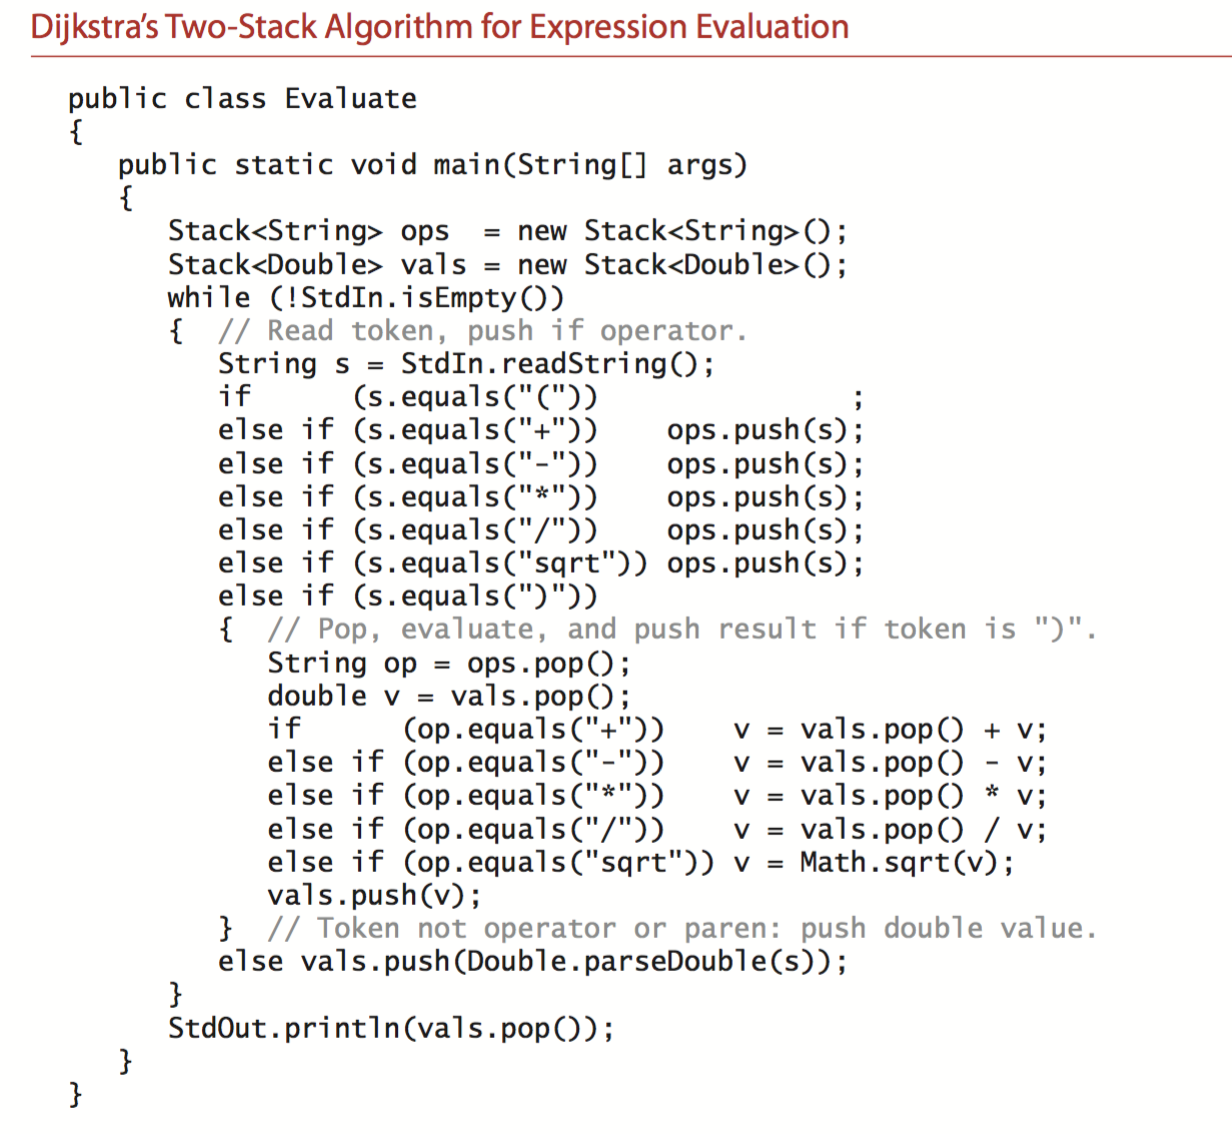 Dijkstra’s Two-Stack Algorithm for Expression Evaluation
public class Evaluate
{
   public static void main(String[] args)
   {
      Stack<String> ops  = new Stack<String>();
      Stack<Double> vals = new Stack<Double>();
      while (!StdIn.isEmpty())
      {  // Read token, push if operator.
         String s = StdIn.readString();
         if      (s.equals("("))               ;
         else if (s.equals("+"))    ops.push(s);
         else if (s.equals("-"))    ops.push(s);
         else if (s.equals("*"))    ops.push(s);
         else if (s.equals("/"))    ops.push(s);
         else if (s.equals("sqrt")) ops.push(s);
         else if (s.equals(")"))
         {  // Pop, evaluate, and push result if token is ")".
            String op = ops.pop();
            double v = vals.pop();
            if      (op.equals("+"))    v = vals.pop() + v;
            else if (op.equals("-"))    v = vals.pop() - v;
            else if (op.equals("*"))    v = vals.pop() * v;
            else if (op.equals("/"))    v = vals.pop() / v;
            else if (op.equals("sqrt")) v = Math.sqrt(v);
            vals.push(v);
         }  // Token not operator or paren: push double value.
         else vals.push(Double.parseDouble(s));
      }
      StdOut.println(vals.pop());
   }
}